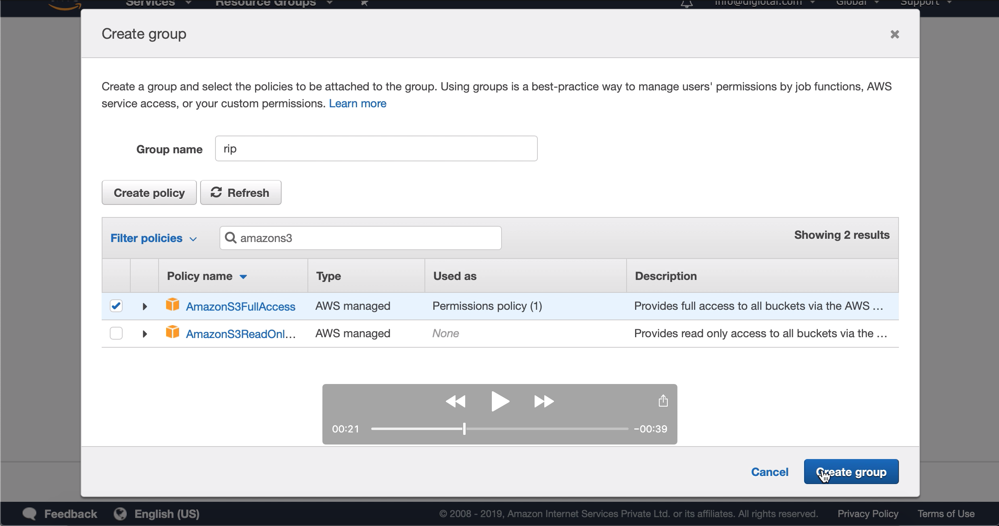 Services Resource Groups info@diglotar.com Global Support
Create group
Create a group and select the policies to be attached to the group. Using groups is a best-practice way to manage users' permissions by job functions, AWS
service access, or your custom permissions. Learn more
Group name rip
Create policy Refresh
Filter policies amazons3 Showing 2 results
Policy name Type Used as Description
AmazonS3FullAccess AWS managed Permissions policy (1) Provides full access to all buckets via the AWS ...
AmazonS3ReadOnl... AWS managed None Provides read only access to all buckets via the ...
00:21 -00:39
Cancel Create group
Feedback English (US) © 2008 - 2019, Amazon Internet Services Private Ltd. or its affiliates. All rights reserved. Privacy Policy Terms of Use